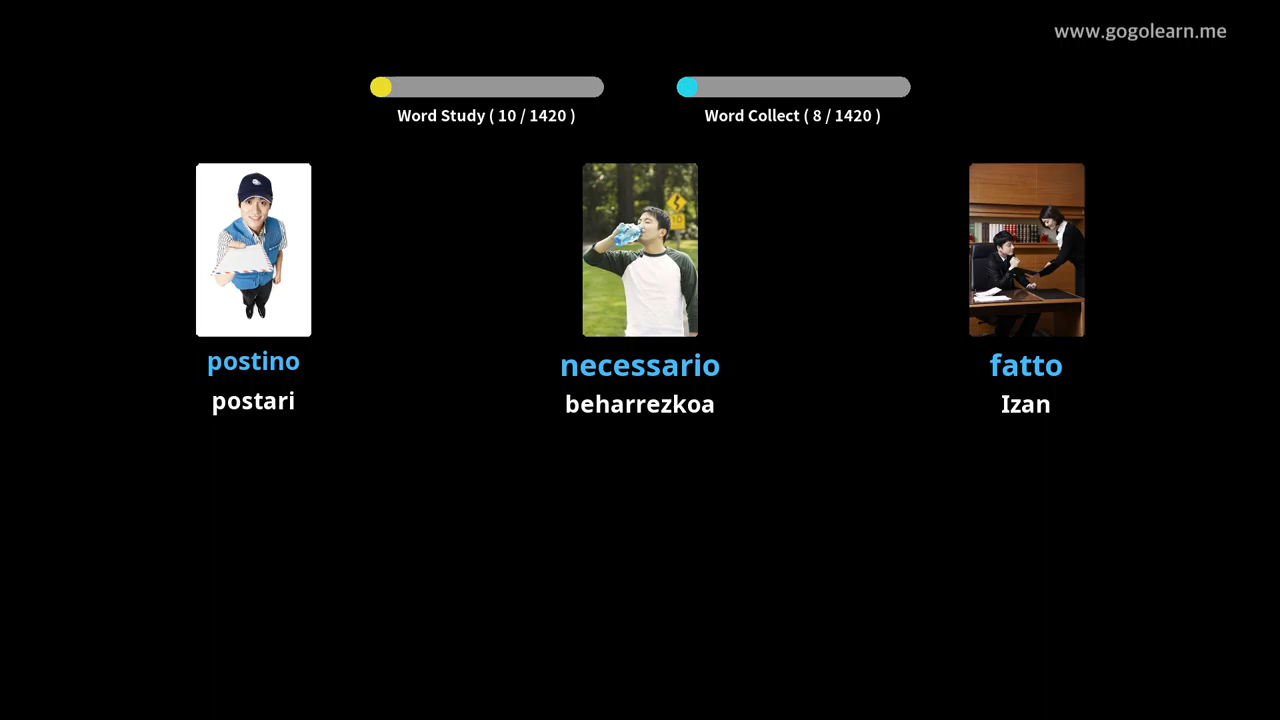 www.gogolearn.me
Word Study ( 10 / 1420 )
Word Collect ( 8 / 1420 )
postino
postari
necessario
beharrezkoa
fatto
Izan